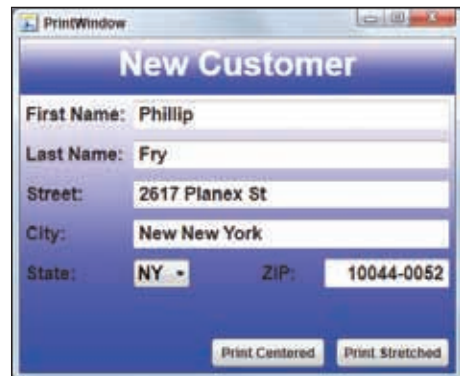 PrintWindow
New Customer
First Name: Phillip
Last Name: Fry
Street: 2617 Planex St
City: New New York
State: NY ZIP: 10044-0052
Print Centered Print Stretched